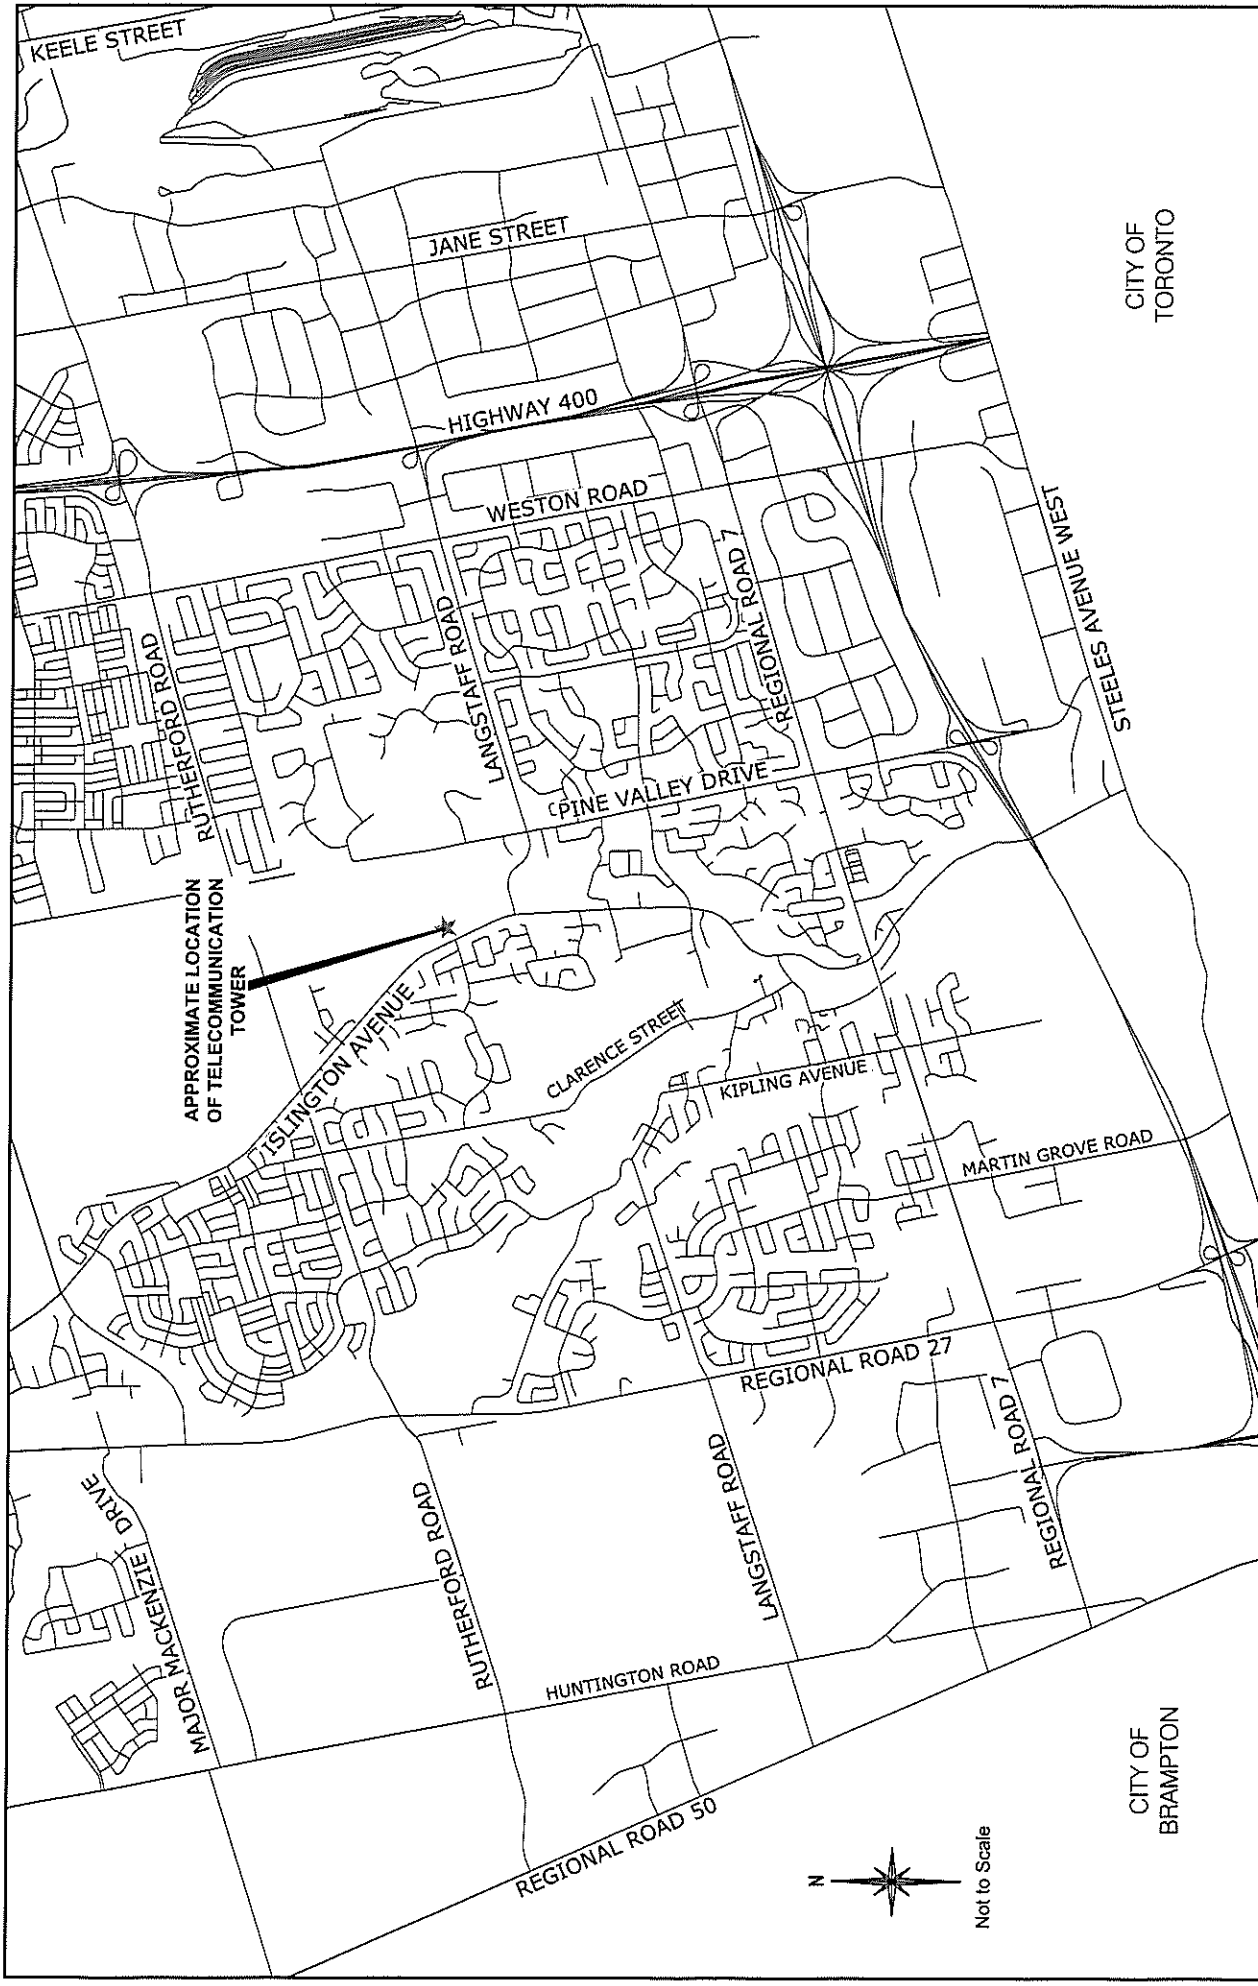 KEELE STREET
JANE STREET
HIGHWAY 400
WESTON ROAD
RUTHERFORD ROAD
LANGSTAFF ROAD
REGIONAL ROAD 7
STEELES AVENUE WEST
CITY OF
TORONTO
PINE VALLEY DRIVE
APPROXIMATE LOCATION
OF TELECOMMUNICATION
TOWER
ISLINGTON AVENUE
CLARENCE STREET
KIPLING AVENUE
MARTIN GROVE ROAD
REGIONAL ROAD 27
MAJOR MACKENZIE DRIVE
RUTHERFORD ROAD
LANGSTAFF ROAD
REGIONAL ROAD 7
HUNTINGTON ROAD
REGIONAL ROAD 50
N
Not to Scale
CITY OF
BRAMPTON